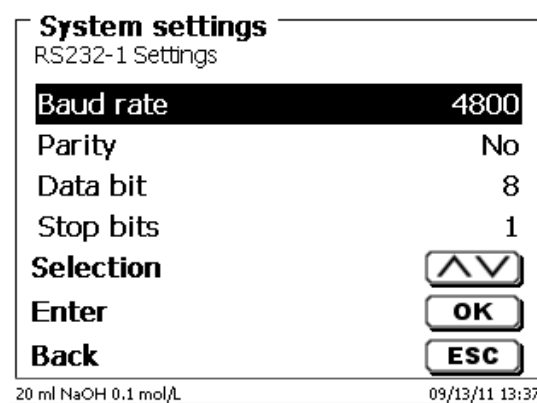 System settings
RS232-1 Settings
Baud rate 4800
Parity No
Data bit 8
Stop bits 1
Selection
Enter OK
Back ESC
20 ml NaOH 0.1 mol/L 09/13/11 13:37